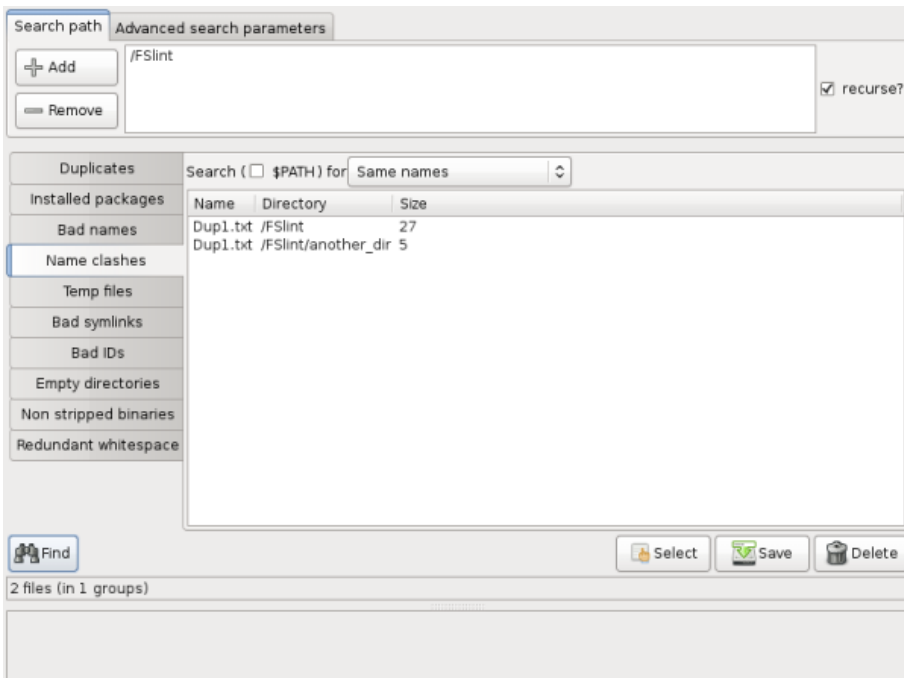 Search path Advanced search parameters
Add
/FSlint
recurse?
Remove
Duplicates
Search ( $PATH) for Same names
Installed packages
Name Directory Size
Bad names
Dup1.txt /FSlint 27
Dup1.txt /FSlint/another_dir 5
Name clashes
Temp files
Bad symlinks
Bad IDs
Empty directories
Non stripped binaries
Redundant whitespace
Find
Select
Save
Delete
2 files (in 1 groups)